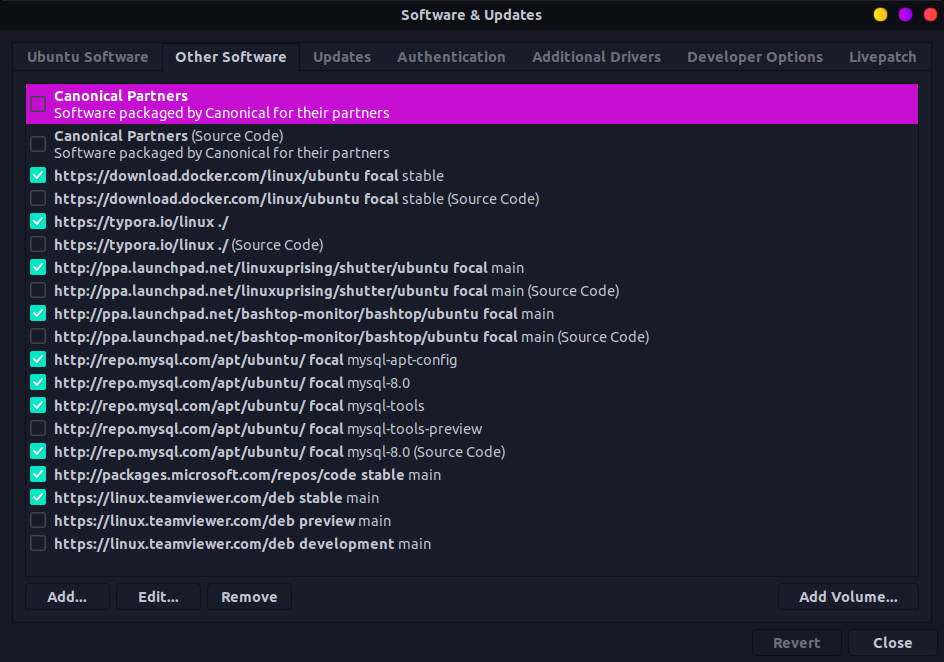 Software & Updates
Ubuntu Software Other Software Updates Authentication Additional Drivers Developer Options Livepatch
Canonical Partners
Software packaged by Canonical for their partners
Canonical Partners (Source Code)
Software packaged by Canonical for their partners
https://download.docker.com/linux/ubuntu focal stable
https://download.docker.com/linux/ubuntu focal stable (Source Code)
https://typora.io/linux ./
https://typora.io/linux ./ (Source Code)
http://ppa.launchpad.net/linuxuprising/shutter/ubuntu focal main
http://ppa.launchpad.net/linuxuprising/shutter/ubuntu focal main (Source Code)
http://ppa.launchpad.net/bashtop-monitor/bashtop/ubuntu focal main
http://ppa.launchpad.net/bashtop-monitor/bashtop/ubuntu focal main (Source Code)
http://repo.mysql.com/apt/ubuntu/ focal mysql-apt-config
http://repo.mysql.com/apt/ubuntu/ focal mysql-8.0
http://repo.mysql.com/apt/ubuntu/ focal mysql-tools
http://repo.mysql.com/apt/ubuntu/ focal mysql-tools-preview
http://repo.mysql.com/apt/ubuntu/ focal mysql-8.0 (Source Code)
http://packages.microsoft.com/repos/code stable main
https://linux.teamviewer.com/deb stable main
https://linux.teamviewer.com/deb preview main
https://linux.teamviewer.com/deb development main
Add... Edit... Remove Add Volume...
Revert Close